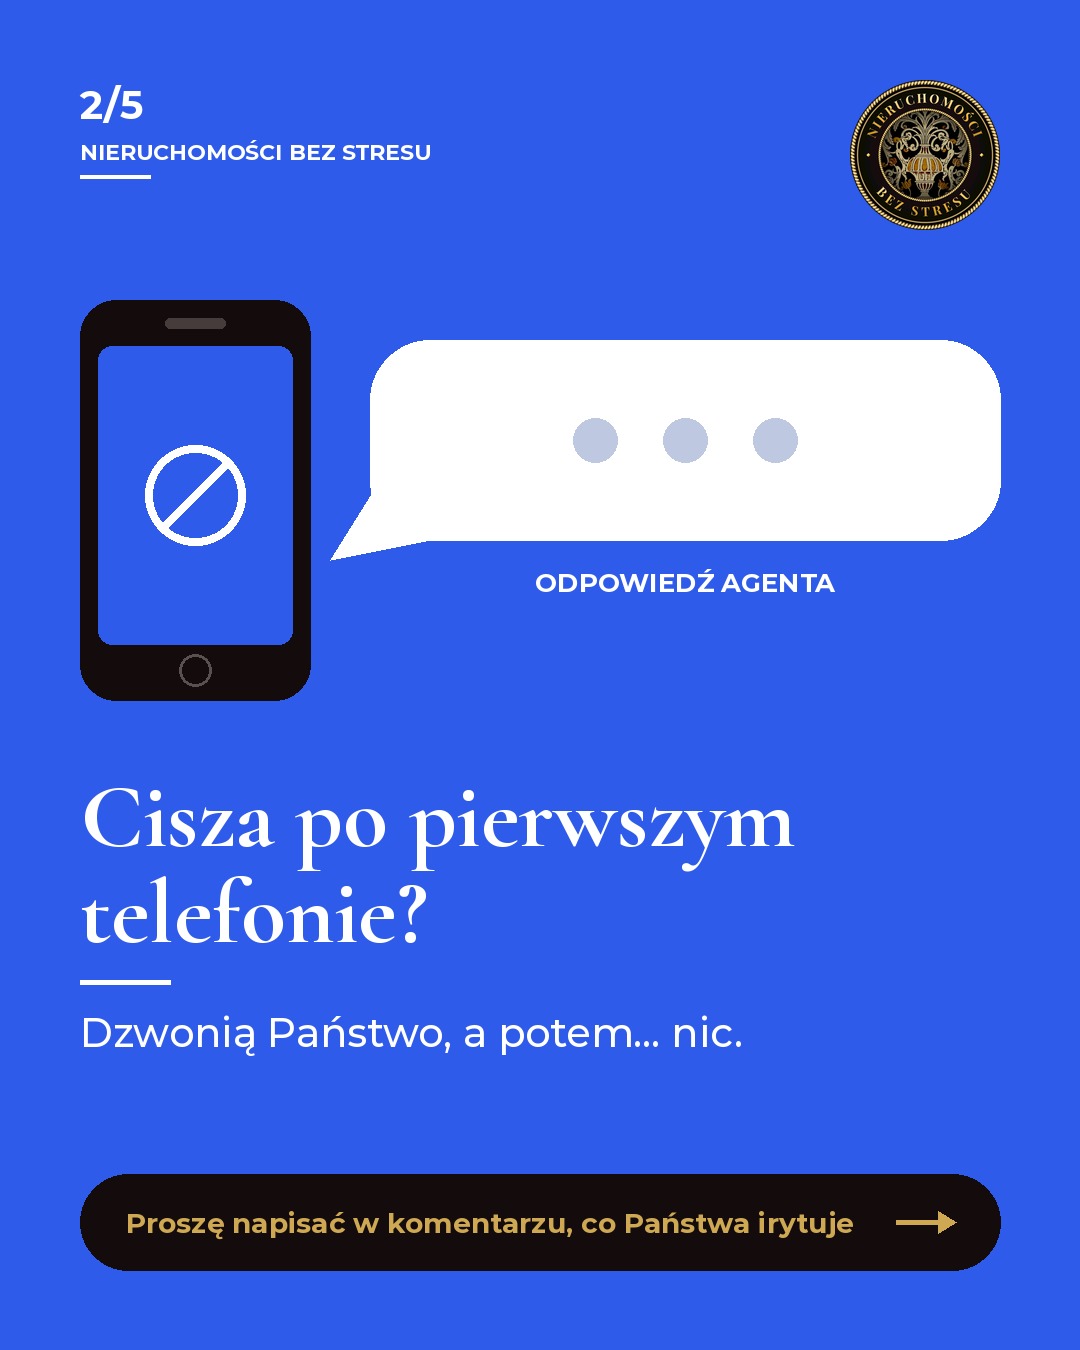 2/5
NIERUCHOMOŚCI BEZ STRESU
NIERUCHOMOŚCI
BEZ STRESU
ODPOWIEDŹ AGENTA
Cisza po pierwszym
telefonie?
Dzwonią Państwo, a potem... nic.
Proszę napisać w komentarzu, co Państwa irytuje